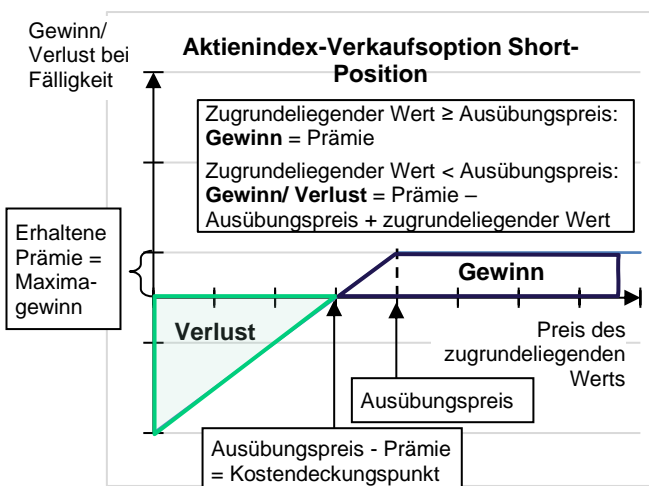 Gewinn/
Verlust bei
Fälligkeit
Aktienindex-Verkaufsoption Short-
Position
Zugrundeliegender Wert ≥ Ausübungspreis:
Gewinn = Prämie
Zugrundeliegender Wert < Ausübungspreis:
Gewinn/ Verlust = Prämie –
Ausübungspreis + zugrundeliegender Wert
Erhaltene
Prämie =
Maxima-
gewinn
Gewinn
Verlust
Preis des
zugrundeliegenden
Werts
Ausübungspreis
Ausübungspreis - Prämie
= Kostendeckungspunkt